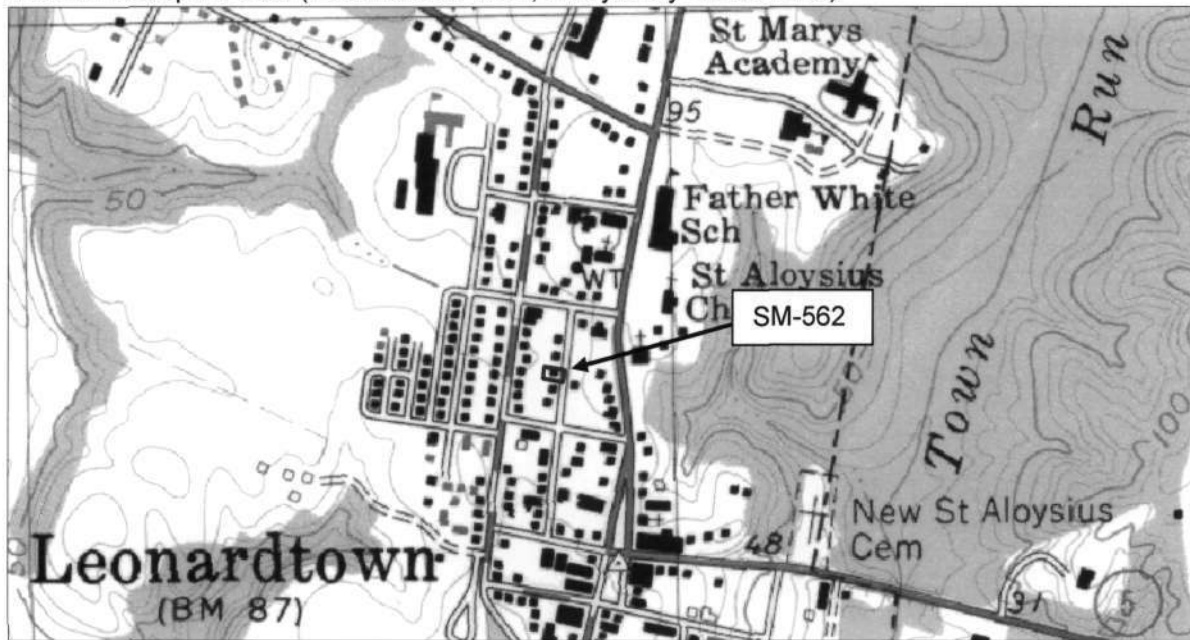 St Marys
Academy
Run
95
50
Father White
Sch
WT
St Aloysius
Ch
SM-562
50
Town
100
New St Aloysius
Cem
48
Leonardtown
(BM 87)
31
5